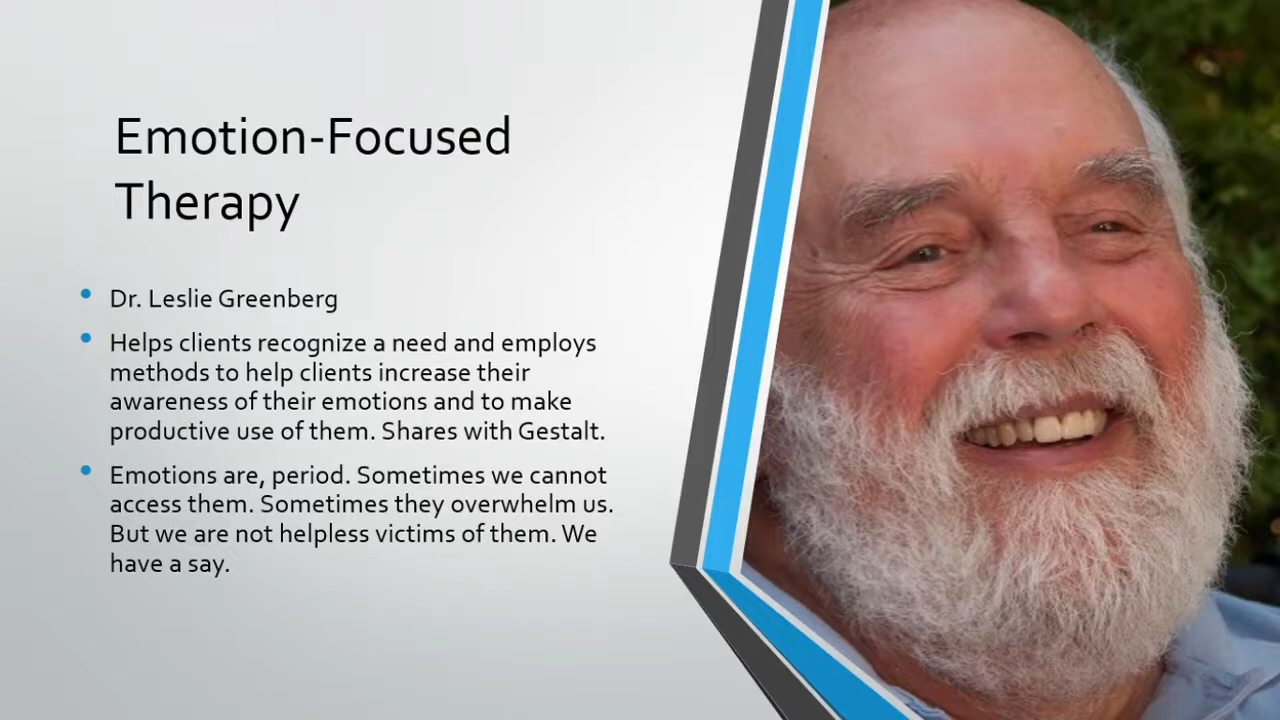 Emotion-Focused
Therapy
• Dr. Leslie Greenberg
• Helps clients recognize a need and employs
methods to help clients increase their
awareness of their emotions and to make
productive use of them. Shares with Gestalt.
• Emotions are, period. Sometimes we cannot
access them. Sometimes they overwhelm us.
But we are not helpless victims of them. We
have a say.